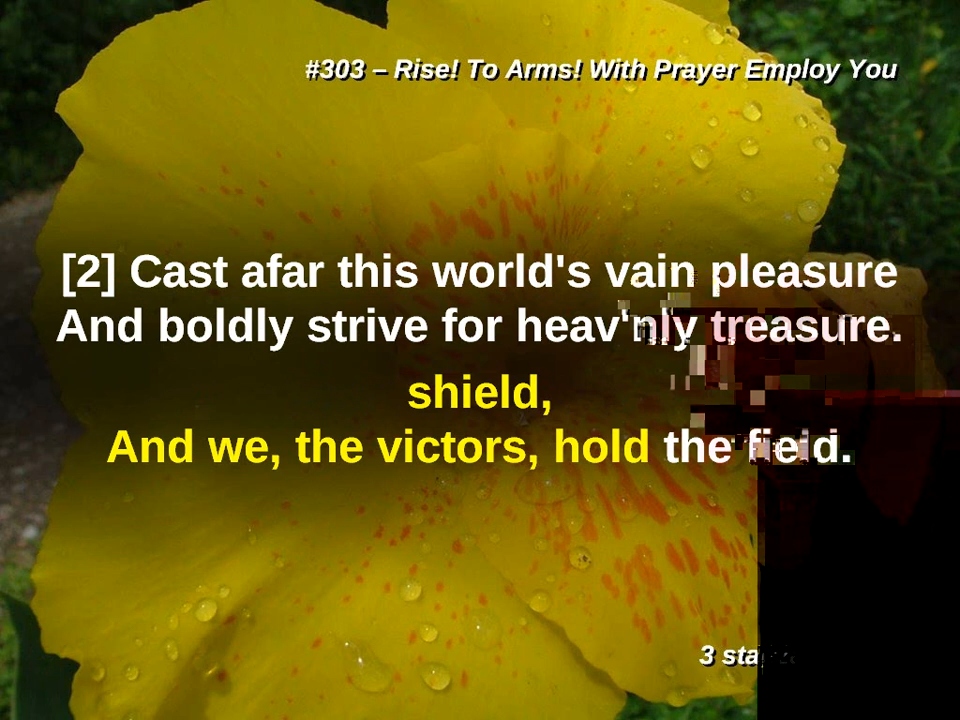 #303 – Rise! To Arms! With Prayer Employ You
[2] Cast afar this world's vain pleasure
And boldly strive for heav'nly treasure.
shield,
And we, the victors, hold the field.
3